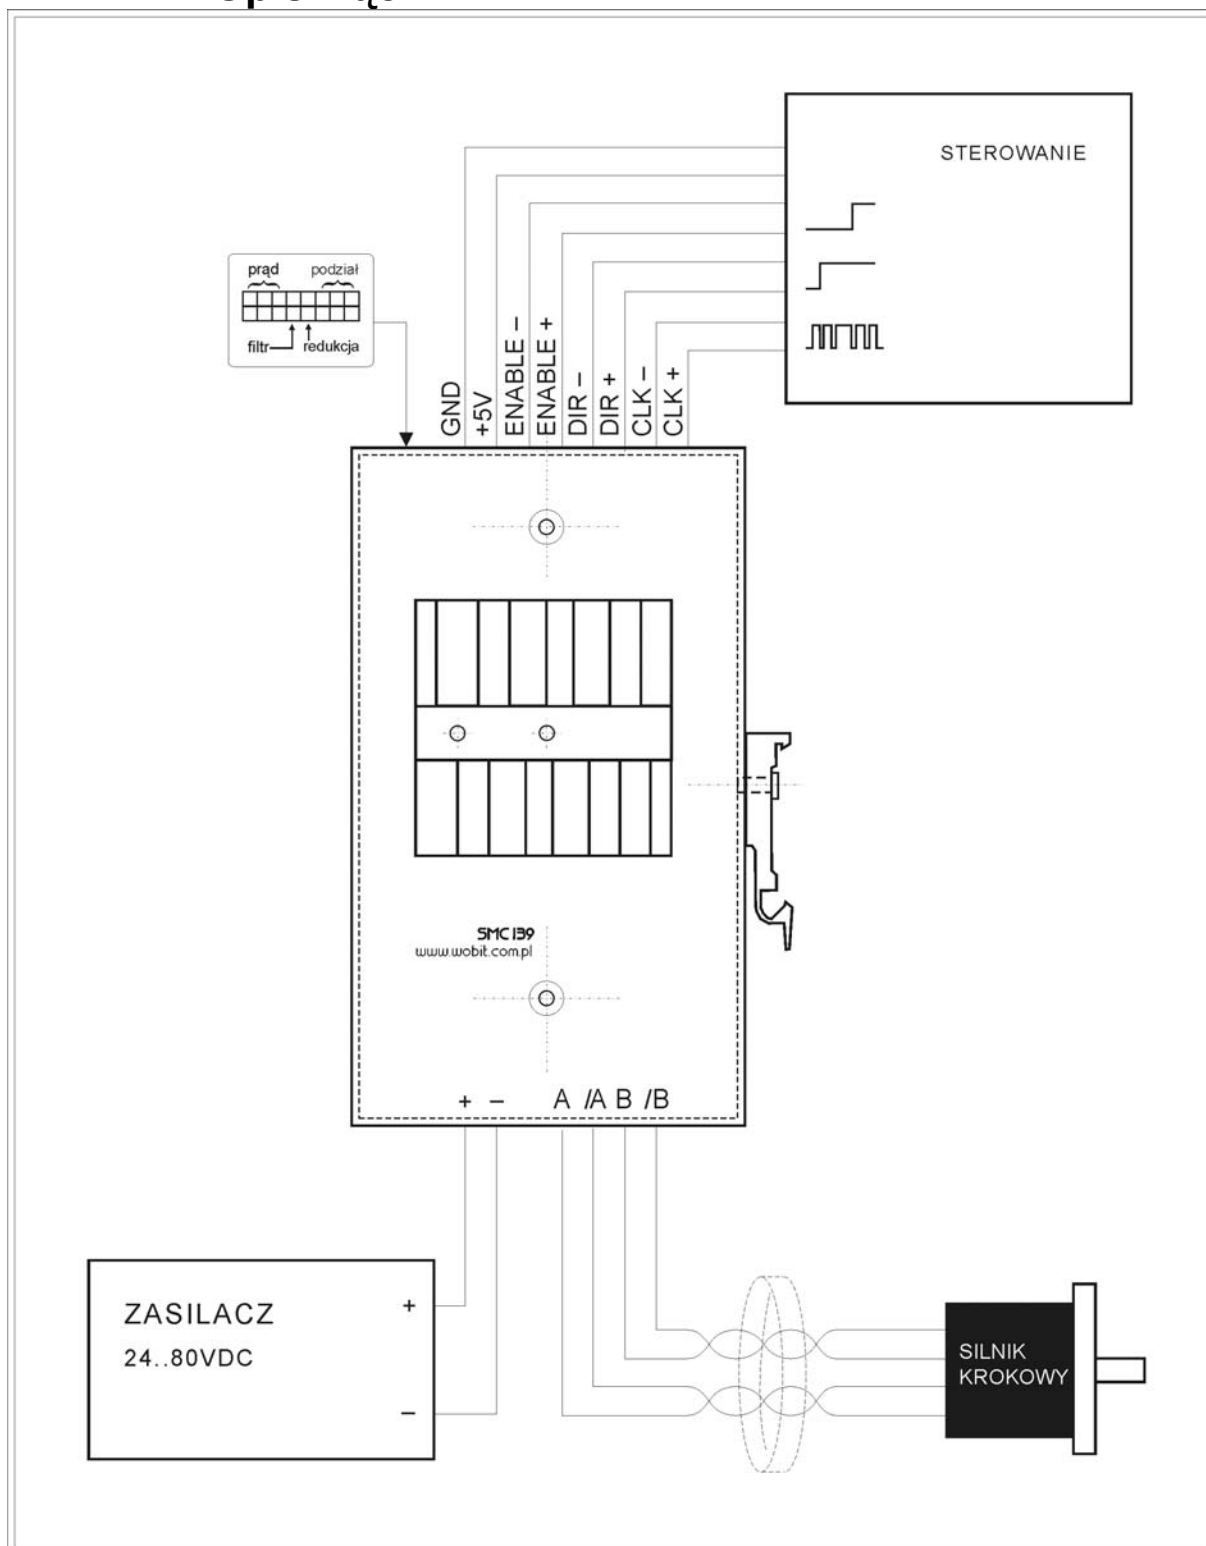 STEROWANIE
prąd podział
filtr redukcja
GND
+5V
ENABLE –
ENABLE +
DIR –
DIR +
CLK –
CLK +
SMC 139
www.wobit.com.pl
+ – A /A B /B
ZASILACZ +
24..80VDC
–
SILNIK
KROKOWY